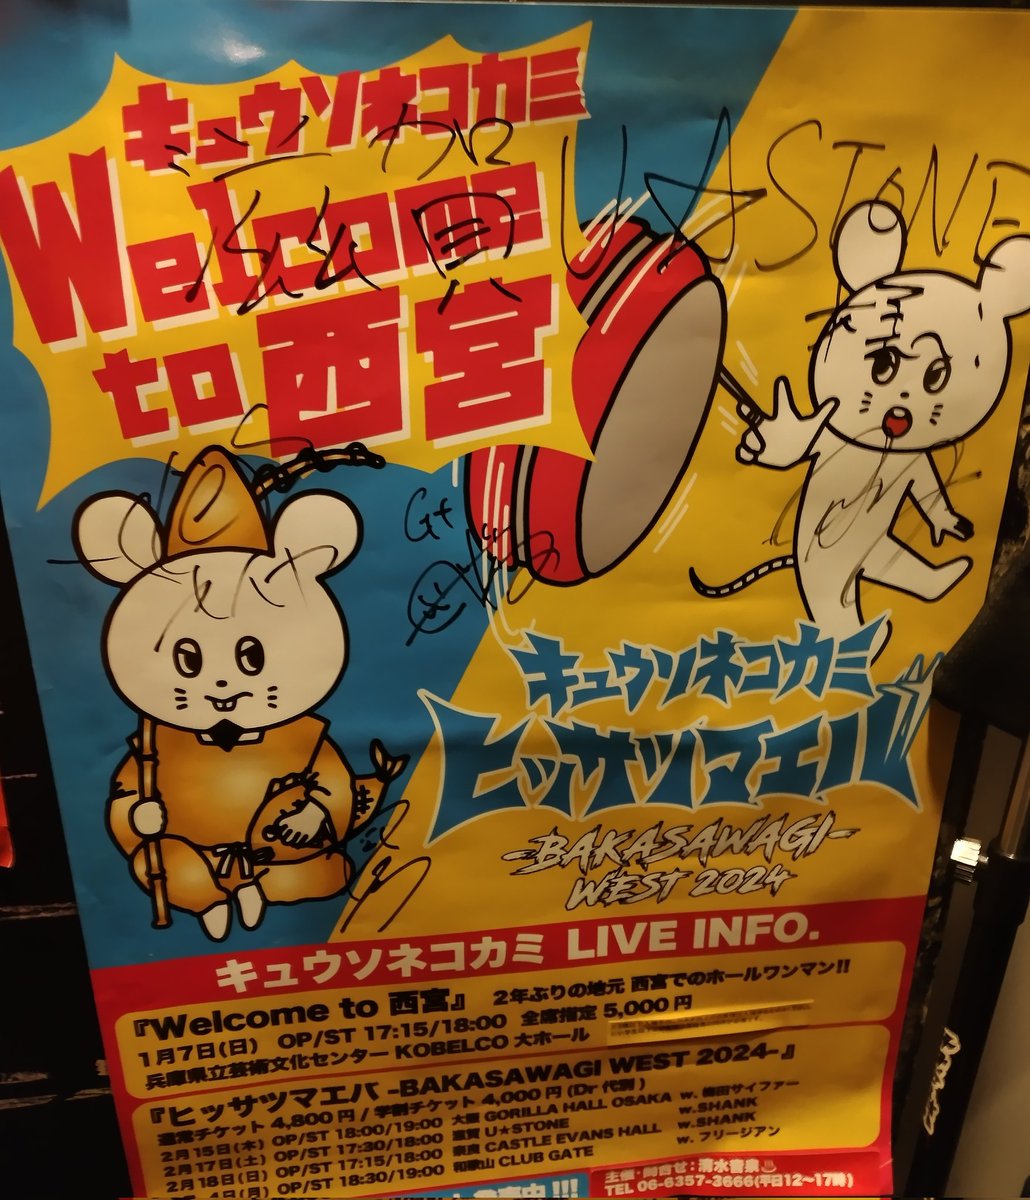 キュウソネコカミ
Welcome
to 西宮
滋賀
U★STONE
Gt
キュウソネコカミ
ヒッサツマエバ
-BAKASAWAGI-
WEST 2024
キュウソネコカミ LIVE INFO.
『Welcome to 西宮』 2年ぶりの地元 西宮でのホールワンマン!!
1月7日(日) OP/ST 17:15/18:00 全席指定 5,000円
兵庫県立芸術文化センター KOBELCO 大ホール
『ヒッサツマエバ -BAKASAWAGI WEST 2024-』
通常チケット 4,800円 / 学割チケット 4,000円 (Dr代別)
2月15日(木) OP/ST 18:00/19:00 大阪 GORILLA HALL OSAKA w. 梅田サイファー
2月17日(土) OP/ST 17:30/18:00 滋賀 U★STONE w.SHANK
2月18日(日) OP/ST 17:15/18:00 奈良 CASTLE EVANS HALL w.SHANK
4日(月) OP/ST 18:30/19:00 和歌山 CLUB GATE w. フリージアン
主催・問合せ:清水音泉♨
TEL 06-6357-3666(平日12~17時)